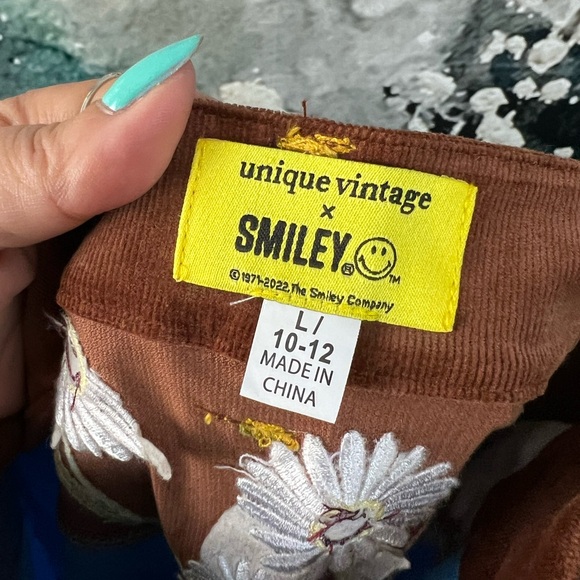 unique vintage
x
SMILEY® ™
©1971-2022.The Smiley Company
L/
10-12
MADE IN
CHINA